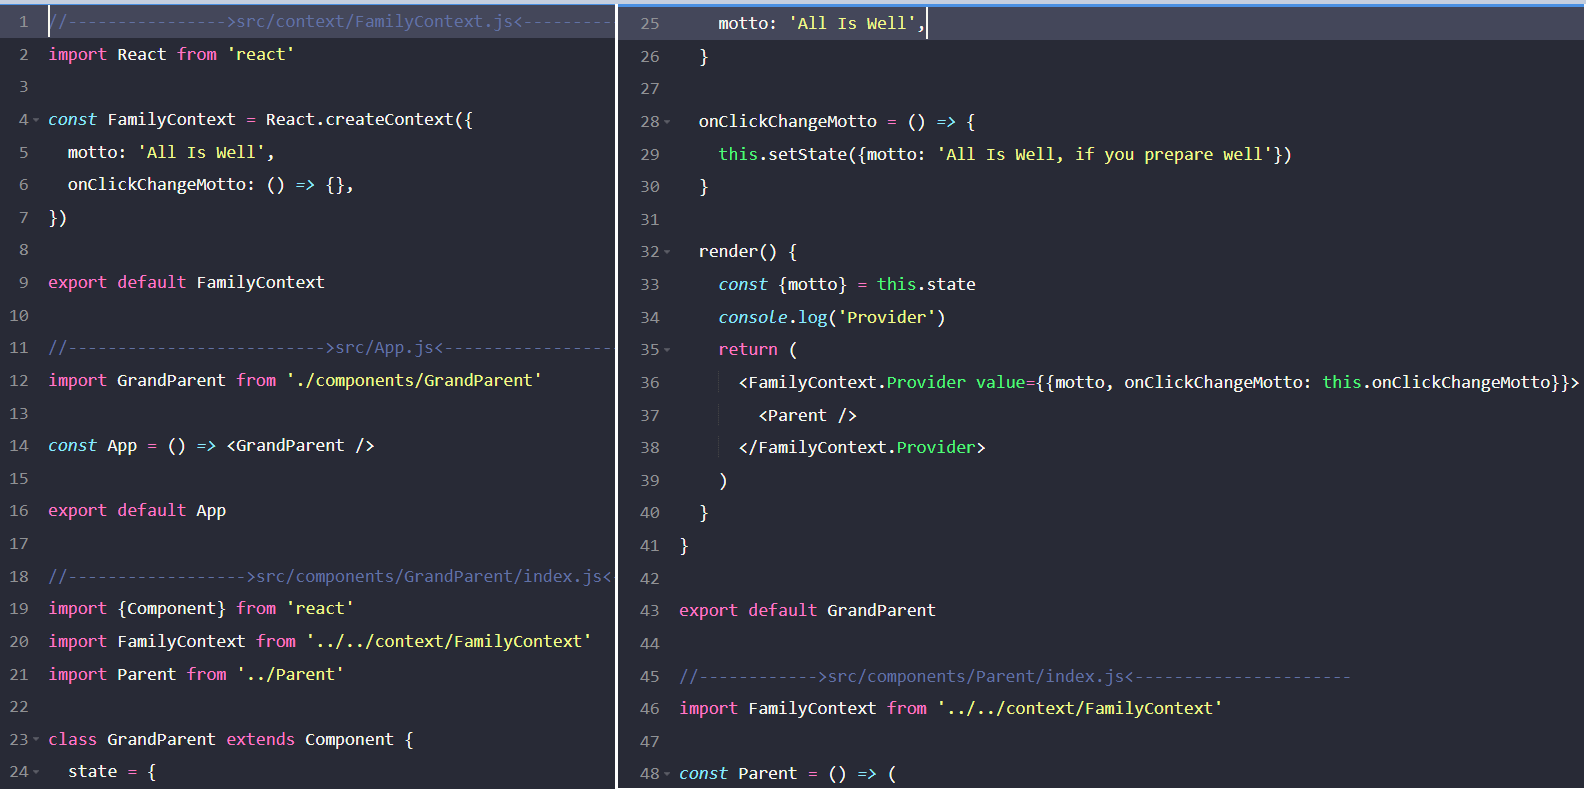 1 //---------------->src/context/FamilyContext.js<---------
2 import React from 'react'
3
4 const FamilyContext = React.createContext({
5 motto: 'All Is Well',
6 onClickChangeMotto: () => {},
7 })
8
9 export default FamilyContext
10
11 //-------------------------->src/App.js<-----------------
12 import GrandParent from './components/GrandParent'
13
14 const App = () => <GrandParent />
15
16 export default App
17
18 //------------------>src/components/GrandParent/index.js<
19 import {Component} from 'react'
20 import FamilyContext from '../../context/FamilyContext'
21 import Parent from '../Parent'
22
23 class GrandParent extends Component {
24 state = {
25 motto: 'All Is Well',
26 }
27
28 onClickChangeMotto = () => {
29 this.setState({motto: 'All Is Well, if you prepare well'})
30 }
31
32 render() {
33 const {motto} = this.state
34 console.log('Provider')
35 return (
36 <FamilyContext.Provider value={{motto, onClickChangeMotto: this.onClickChangeMotto}}>
37 <Parent />
38 </FamilyContext.Provider>
39 )
40 }
41 }
42
43 export default GrandParent
44
45 //------------>src/components/Parent/index.js<----------------------
46 import FamilyContext from '../../context/FamilyContext'
47
48 const Parent = () => (